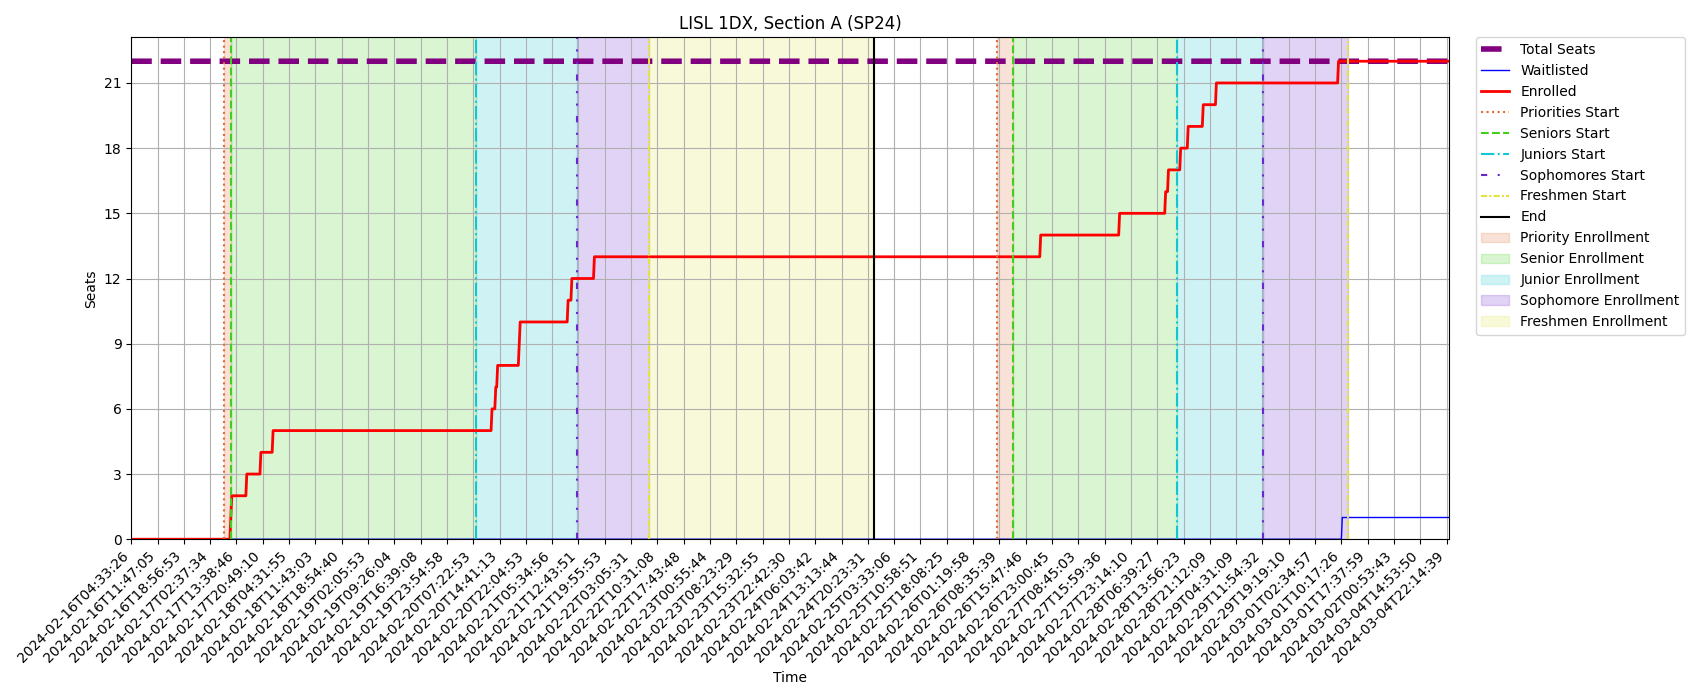 LISL 1DX, Section A (SP24)
Total Seats
Waitlisted
Enrolled
Priorities Start
Seniors Start
Juniors Start
Sophomores Start
Freshmen Start
End
Priority Enrollment
Senior Enrollment
Junior Enrollment
Sophomore Enrollment
Freshmen Enrollment
Seats
21
18
15
12
9
6
3
0
2024-02-16T04:33:26
2024-02-16T11:47:05
2024-02-16T18:56:53
2024-02-17T02:37:34
2024-02-17T13:38:46
2024-02-17T20:49:10
2024-02-18T04:31:55
2024-02-18T11:43:03
2024-02-18T18:54:40
2024-02-19T02:05:53
2024-02-19T09:26:04
2024-02-19T16:39:08
2024-02-19T23:54:58
2024-02-20T07:22:53
2024-02-20T14:41:13
2024-02-20T22:04:53
2024-02-21T05:34:56
2024-02-21T12:43:51
2024-02-21T19:55:53
2024-02-22T03:05:31
2024-02-22T10:31:08
2024-02-22T17:43:48
2024-02-23T00:55:44
2024-02-23T08:23:29
2024-02-23T15:32:55
2024-02-23T22:42:30
2024-02-24T06:03:42
2024-02-24T13:13:44
2024-02-24T20:23:31
2024-02-25T03:33:06
2024-02-25T10:58:51
2024-02-25T18:08:25
2024-02-26T01:19:58
2024-02-26T08:35:39
2024-02-26T15:47:46
2024-02-26T23:00:45
2024-02-27T08:45:03
2024-02-27T15:59:36
2024-02-27T23:14:10
2024-02-28T06:39:27
2024-02-28T13:56:23
2024-02-28T21:12:09
2024-02-29T04:31:09
2024-02-29T11:54:32
2024-02-29T19:19:10
2024-03-01T02:34:57
2024-03-01T10:17:26
2024-03-01T17:37:59
2024-03-02T00:53:43
2024-03-04T14:53:50
2024-03-04T22:14:39
Time